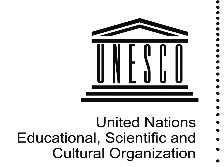 UNESCO
United Nations
Educational, Scientific and
Cultural Organization